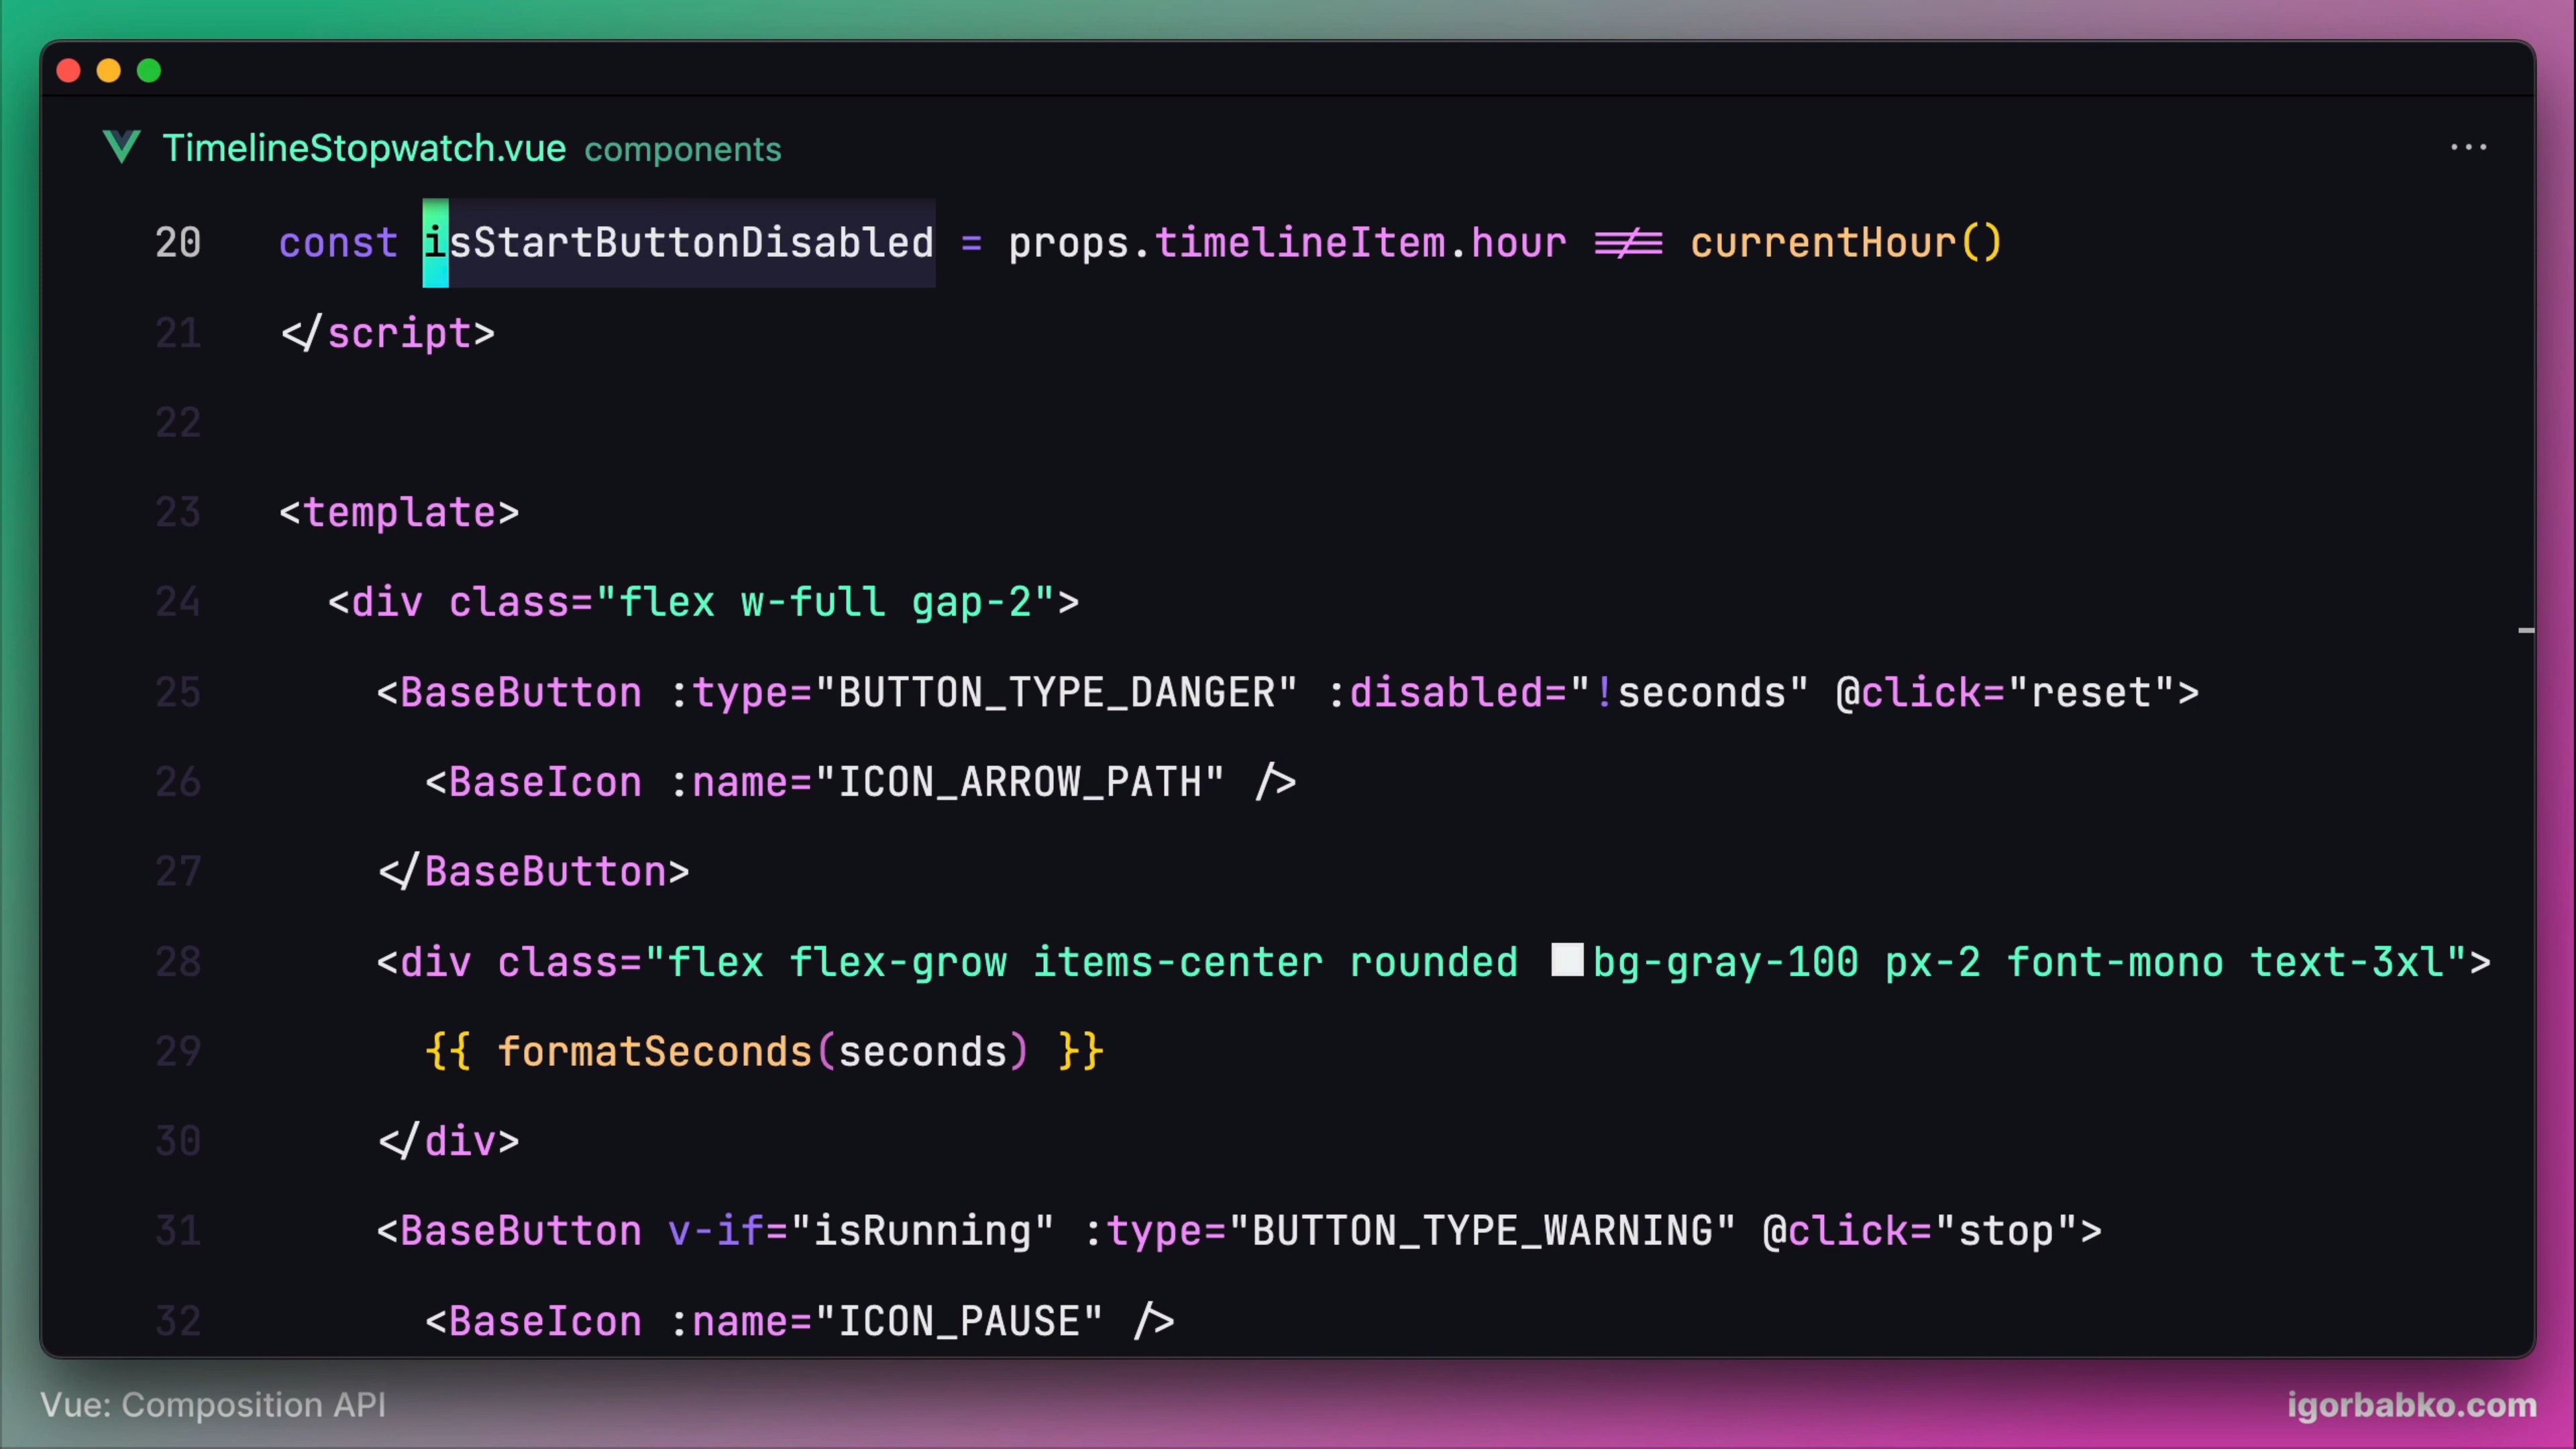 TimelineStopwatch.vue components ...
20 const isStartButtonDisabled = props.timelineItem.hour !== currentHour()
21 </script>
22
23 <template>
24 <div class="flex w-full gap-2">
25 <BaseButton :type="BUTTON_TYPE_DANGER" :disabled="!seconds" @click="reset">
26 <BaseIcon :name="ICON_ARROW_PATH" />
27 </BaseButton>
28 <div class="flex flex-grow items-center rounded bg-gray-100 px-2 font-mono text-3xl">
29 {{ formatSeconds(seconds) }}
30 </div>
31 <BaseButton v-if="isRunning" :type="BUTTON_TYPE_WARNING" @click="stop">
32 <BaseIcon :name="ICON_PAUSE" />
Vue: Composition API
igorbabko.com